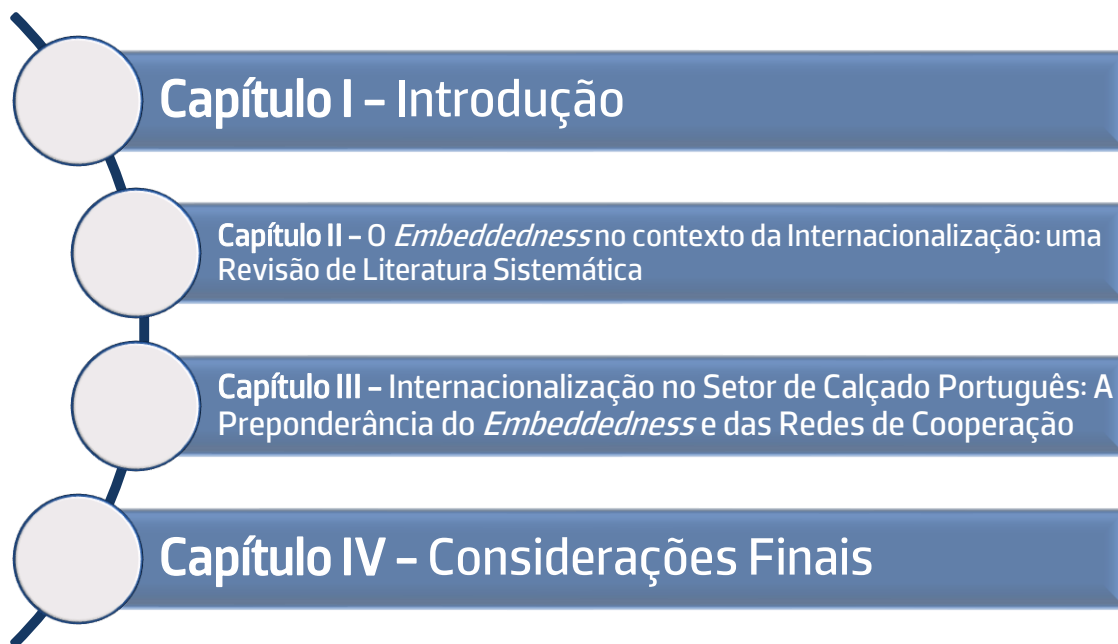 Capítulo I – Introdução
Capítulo II – O Embeddedness no contexto da Internacionalização: uma
Revisão de Literatura Sistemática
Capítulo III – Internacionalização no Setor de Calçado Português: A
Preponderância do Embeddedness e das Redes de Cooperação
Capítulo IV – Considerações Finais